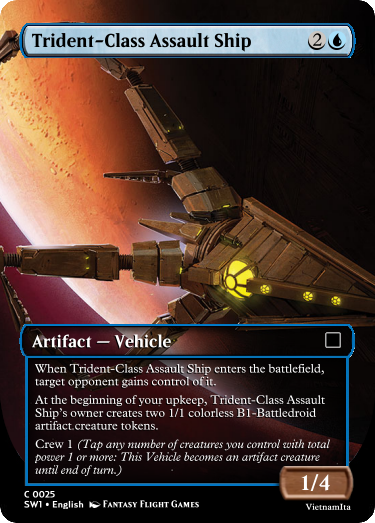 Trident-Class Assault Ship 2
Artifact — Vehicle
When Trident-Class Assault Ship enters the battlefield,
target opponent gains control of it.
At the beginning of your upkeep, Trident-Class Assault
Ship's owner creates two 1/1 colorless B1-Battledroid
artifact creature tokens.
Crew 1 (Tap any number of creatures you control with total
power 1 or more: This Vehicle becomes an artifact creature
until end of turn.)
1/4
C 0025
SW1 • English Fantasy Flight Games
VietnamIta